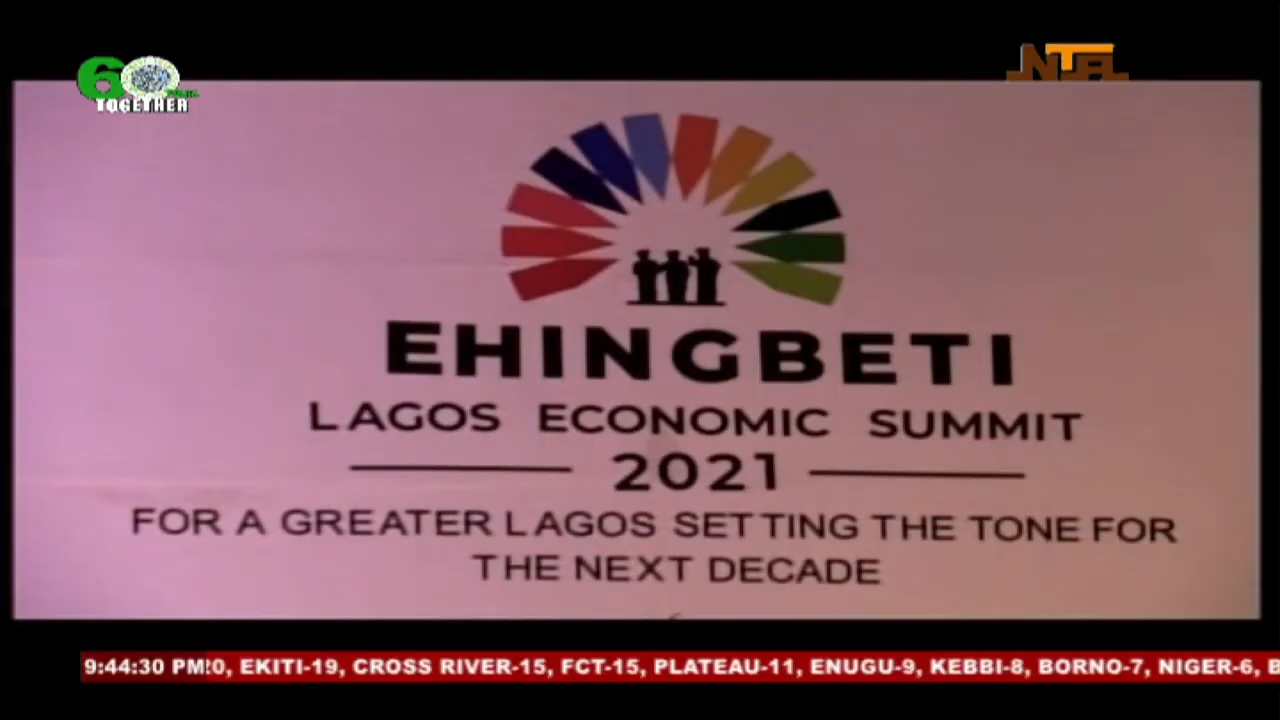 60
TOGETHER
NTA
EHINGBETI
LAGOS ECONOMIC SUMMIT
2021
FOR A GREATER LAGOS SETTING THE TONE FOR
THE NEXT DECADE
9:44:30 PM 20, EKITI-19, CROSS RIVER-15, FCT-15, PLATEAU-11, ENUGU-9, KEBBI-8, BORNO-7, NIGER-6, B